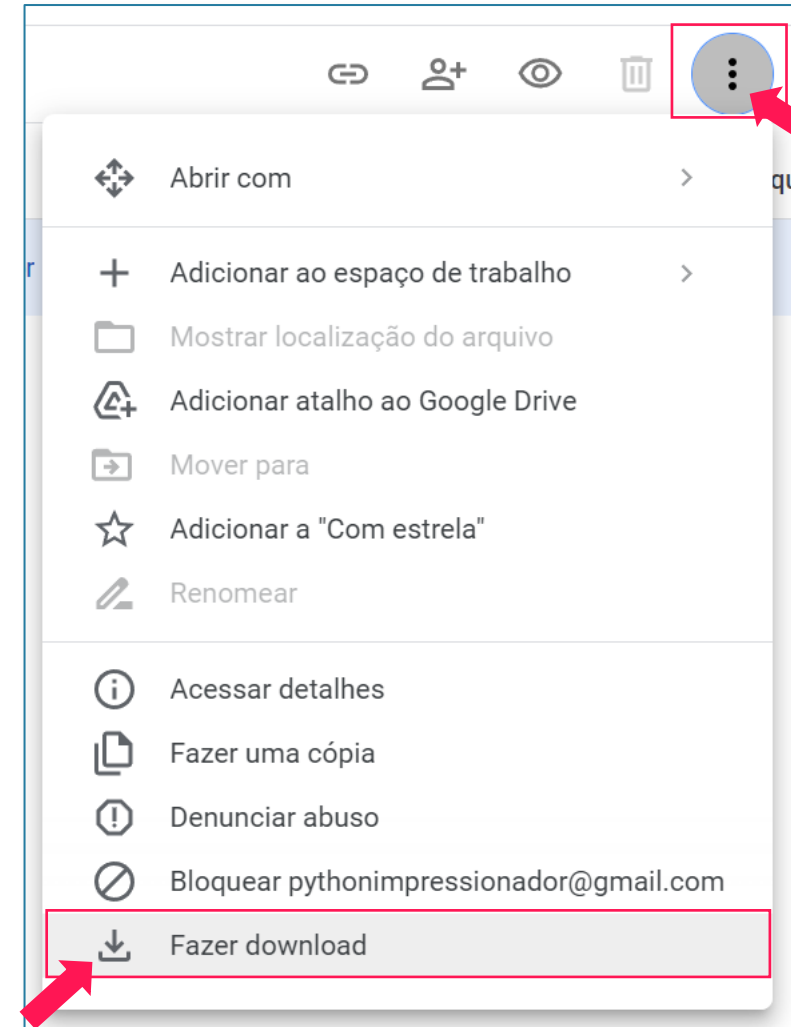 Abrir com
qu
Adicionar ao espaço de trabalho
r
Mostrar localização do arquivo
Adicionar atalho ao Google Drive
Mover para
Adicionar a "Com estrela"
Renomear
Acessar detalhes
Fazer uma cópia
Denunciar abuso
Bloquear pythonimpressionador@gmail.com
Fazer download